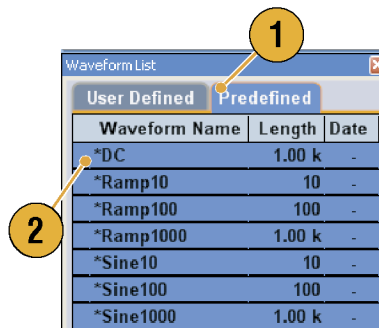 1
Waveform List
User Defined Predefined
Waveform Name Length Date
*DC 1.00 k -
*Ramp10 10 -
*Ramp100 100 -
2
*Ramp1000 1.00 k -
*Sine10 10 -
*Sine100 100 -
*Sine1000 1.00 k -